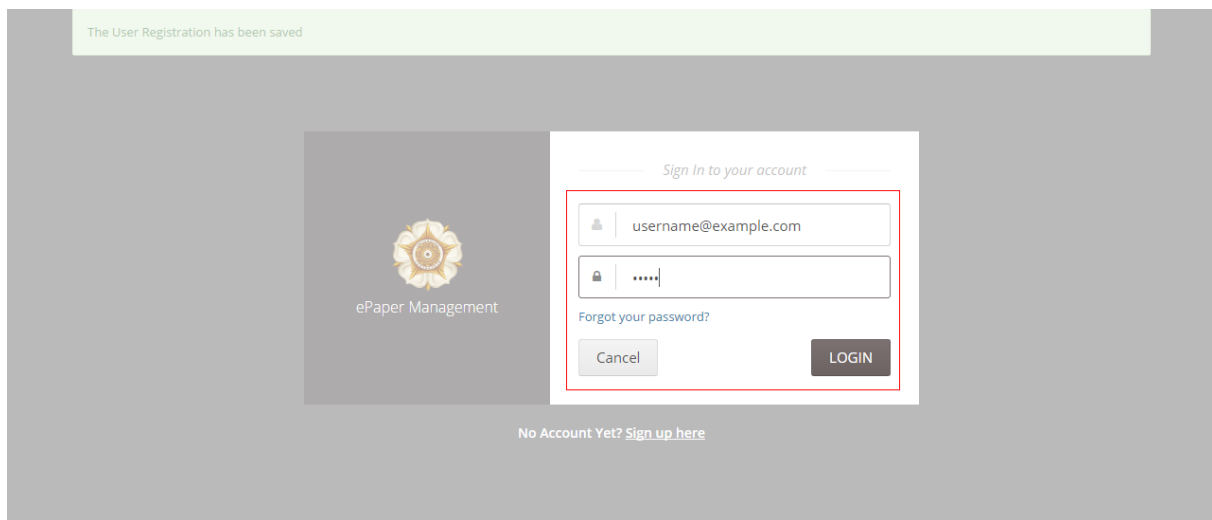 The User Registration has been saved
Sign In to your account
username@example.com
•••••
ePaper Management
Forgot your password?
Cancel
LOGIN
No Account Yet? Sign up here